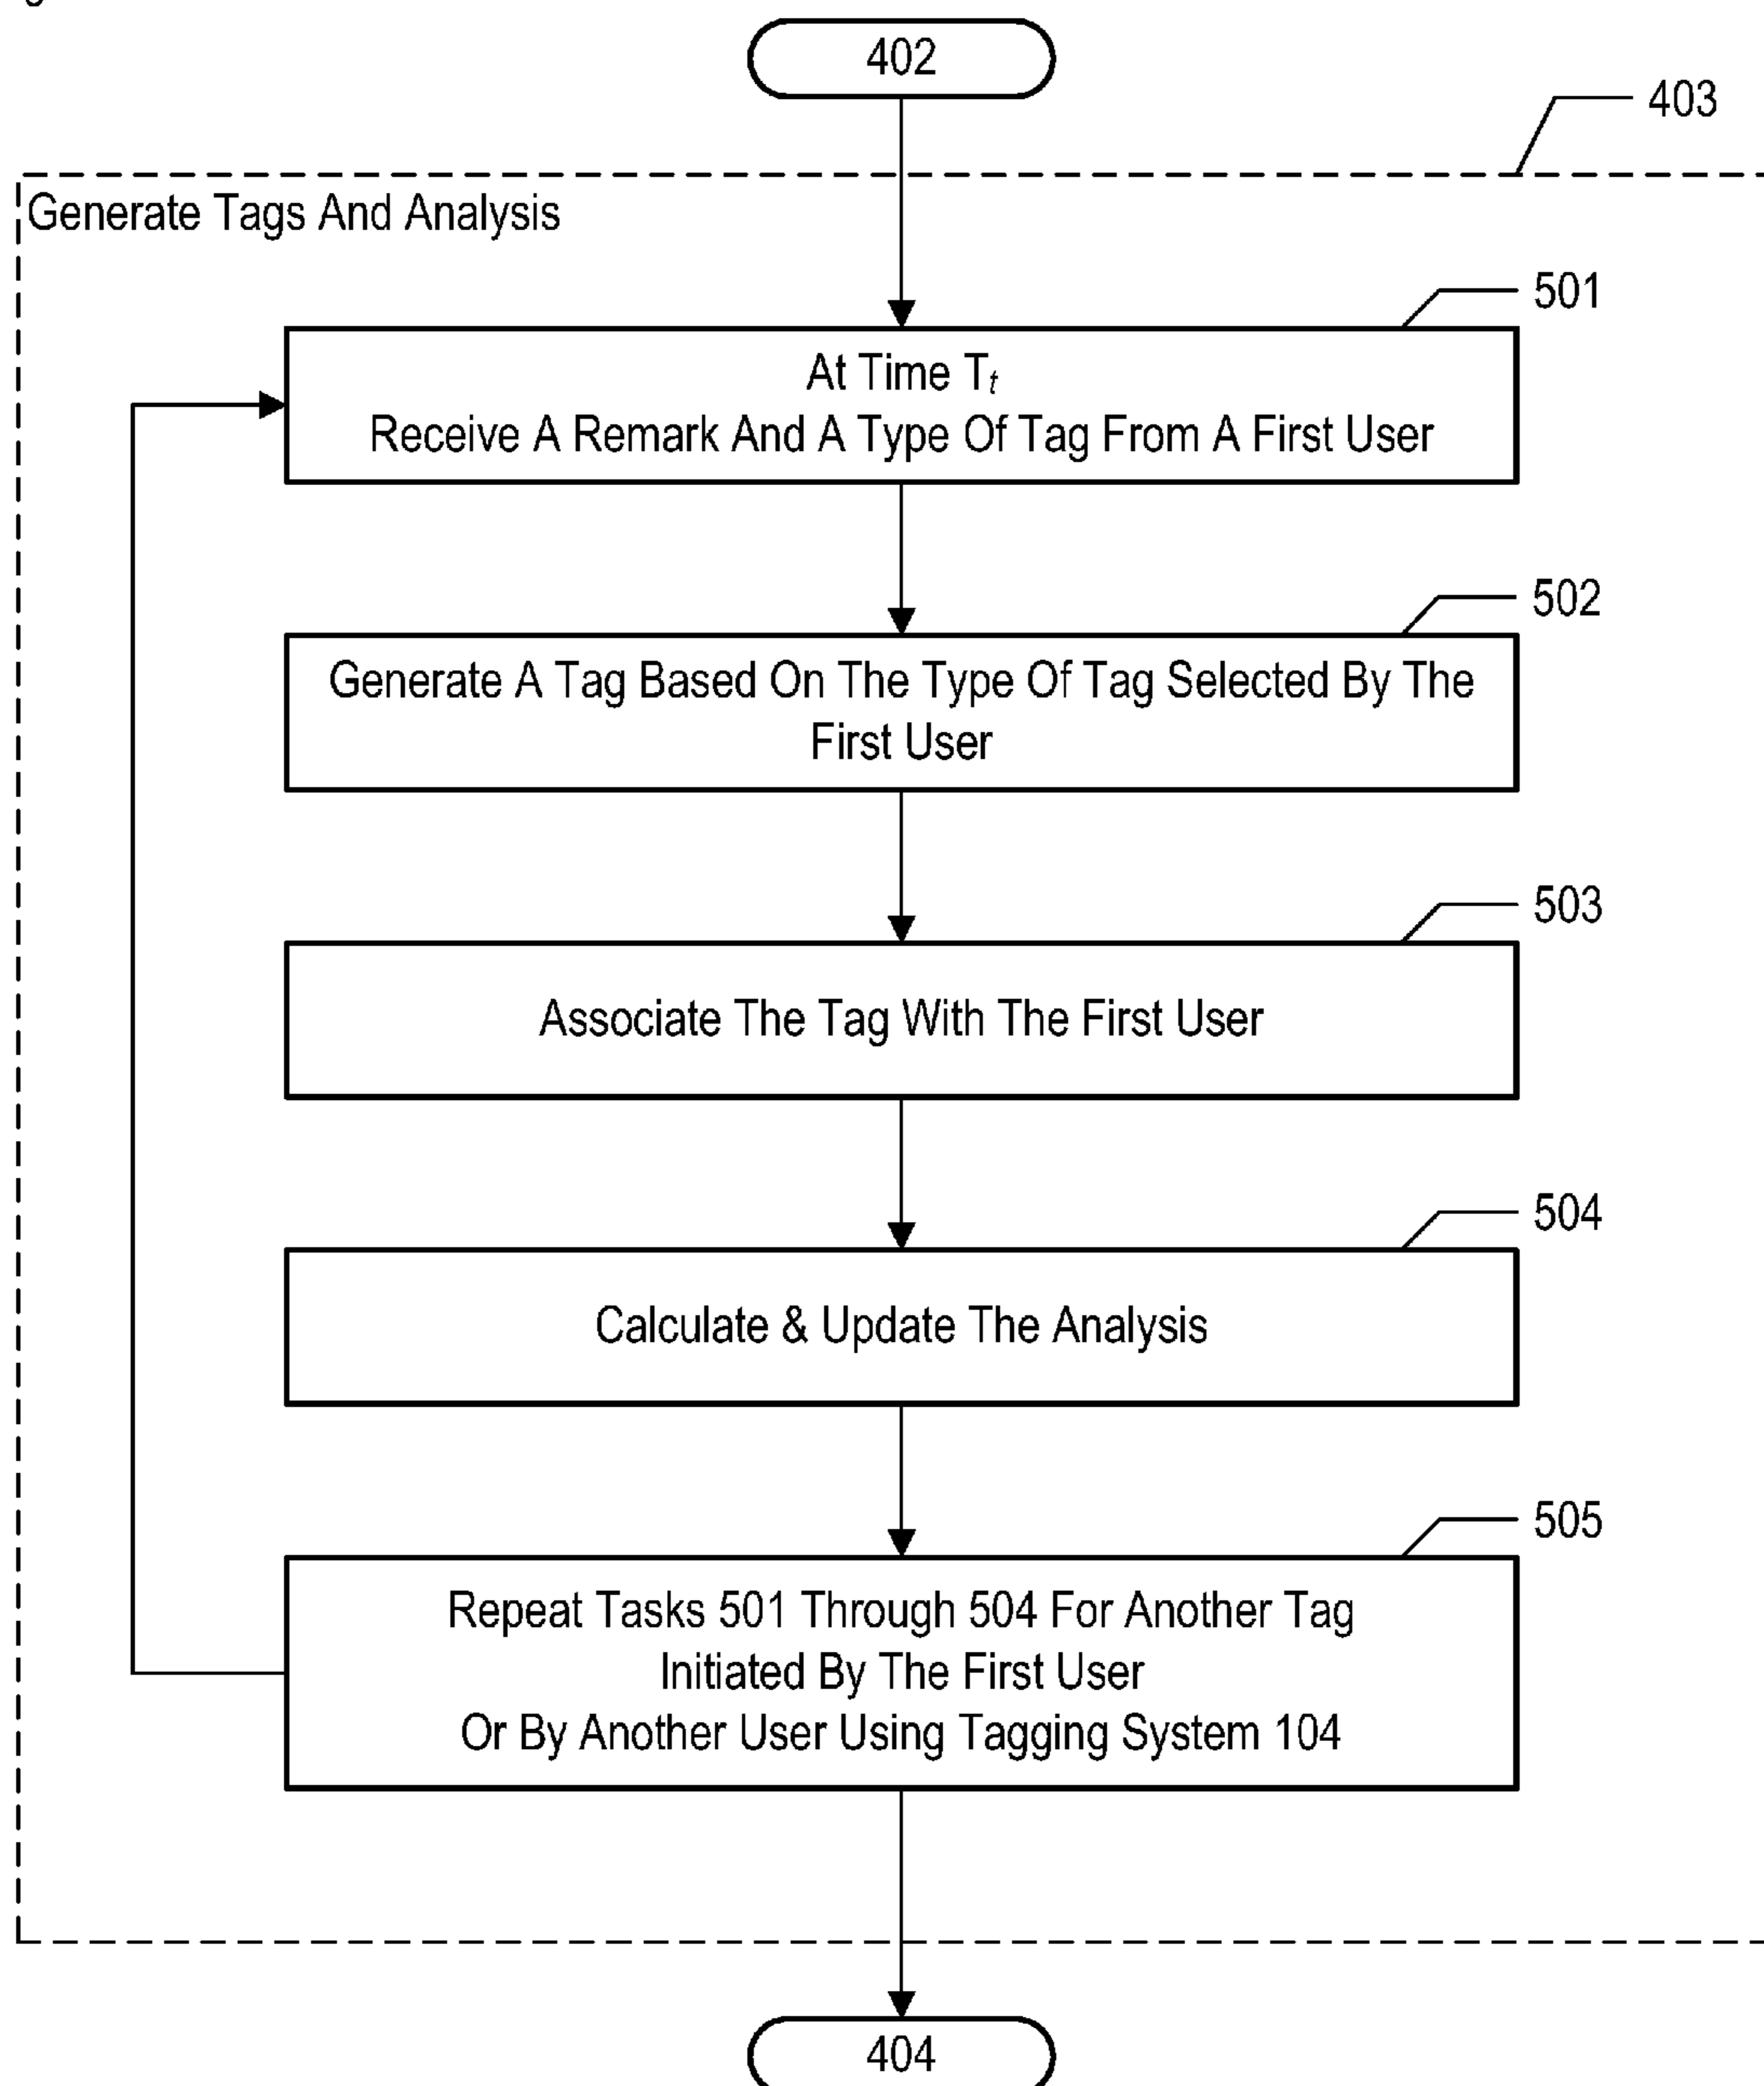 402
403
Generate Tags And Analysis
501
At Time Tt
Receive A Remark And A Type Of Tag From A First User
502
Generate A Tag Based On The Type Of Tag Selected By The
First User
503
Associate The Tag With The First User
504
Calculate & Update The Analysis
505
Repeat Tasks 501 Through 504 For Another Tag
Initiated By The First User
Or By Another User Using Tagging System 104
404